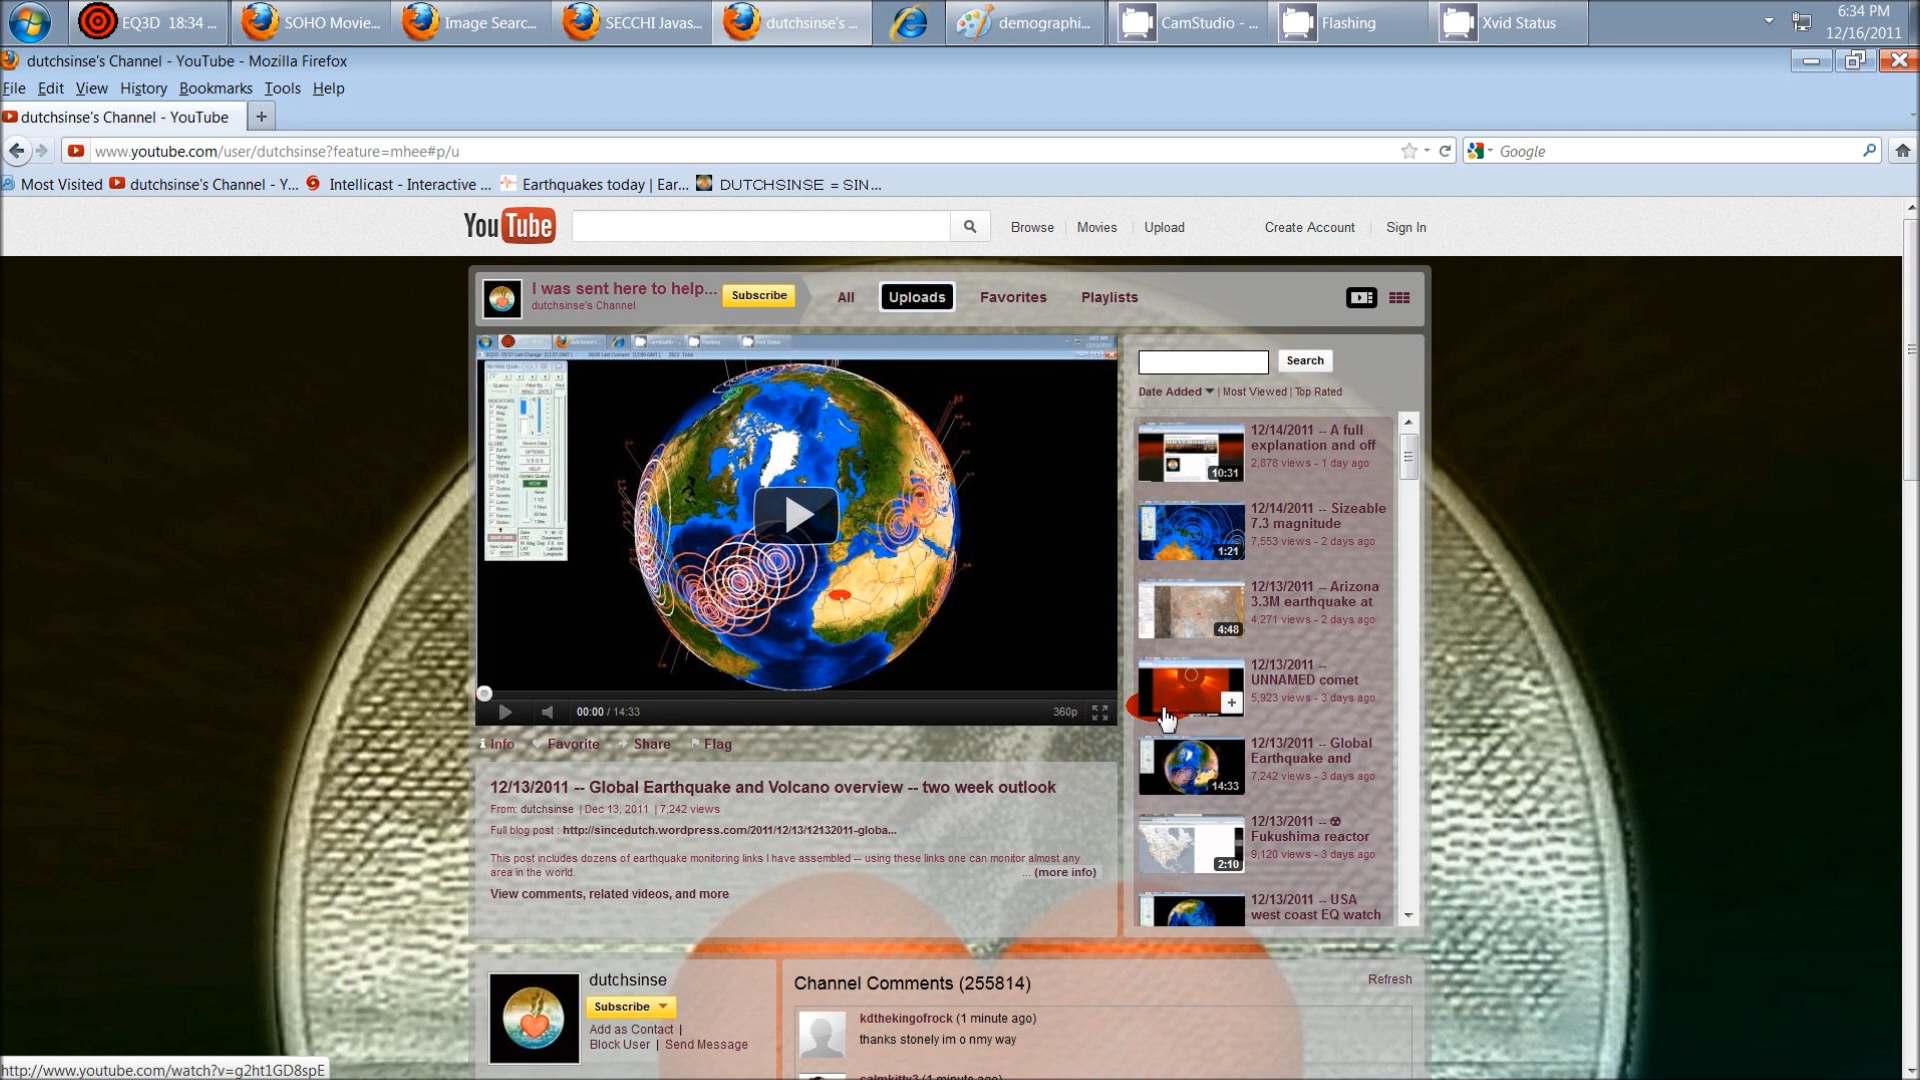 EQ3D 18:34 ...
SOHO Movie...
Image Searc...
SECCHI Javas...
dutchsinse's ...
demographi...
CamStudio - ...
Flashing
Xvid Status
6:34 PM
12/16/2011
dutchsinse's Channel - YouTube - Mozilla Firefox
File Edit View History Bookmarks Tools Help
dutchsinse's Channel - YouTube
www.youtube.com/user/dutchsinse?feature=mhee#p/u
Google
Most Visited dutchsinse's Channel - Y... Intellicast - Interactive ... Earthquakes today | Ear... DUTCHSINSE = SIN...
YouTube
Browse Movies Upload Create Account Sign In
I was sent here to help...
dutchsinse's Channel
Subscribe
All Uploads Favorites Playlists
00:00 / 14:33
360p
Info Favorite Share Flag
12/13/2011 -- Global Earthquake and Volcano overview -- two week outlook
From: dutchsinse | Dec 13, 2011 | 7,242 views
Full blog post : http://sincedutch.wordpress.com/2011/12/13/12132011-globa...
This post includes dozens of earthquake monitoring links I have assembled -- using these links one can monitor almost any
area in the world.
... (more info)
View comments, related videos, and more
Search
Date Added | Most Viewed | Top Rated
12/14/2011 -- A full
explanation and off
2,878 views - 1 day ago
10:31
12/14/2011 -- Sizeable
7.3 magnitude
7,553 views - 2 days ago
1:21
12/13/2011 -- Arizona
3.3M earthquake at
4,271 views - 2 days ago
4:48
12/13/2011 --
UNNAMED comet
5,923 views - 3 days ago
12/13/2011 -- Global
Earthquake and
7,242 views - 3 days ago
14:33
12/13/2011 -- ☢
Fukushima reactor
9,120 views - 3 days ago
2:10
12/13/2011 -- USA
west coast EQ watch
dutchsinse
Subscribe
Add as Contact |
Block User | Send Message
Channel Comments (255814)
Refresh
kdthekingofrock (1 minute ago)
thanks stonely im o nmy way
calmkitty3 (1 minute ago)
http://www.youtube.com/watch?v=g2ht1GD8spE